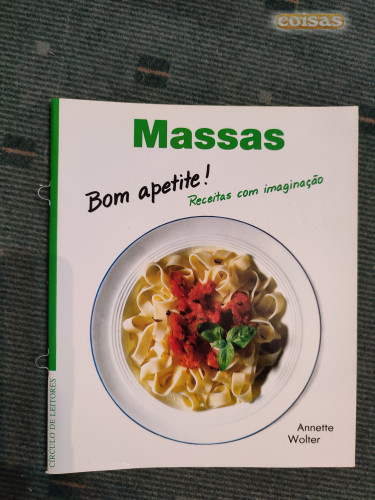 coisas
Massas
Bom apetite!
Receitas com imaginação
Annette
Wolter
CÍRCULO DE LEITORES